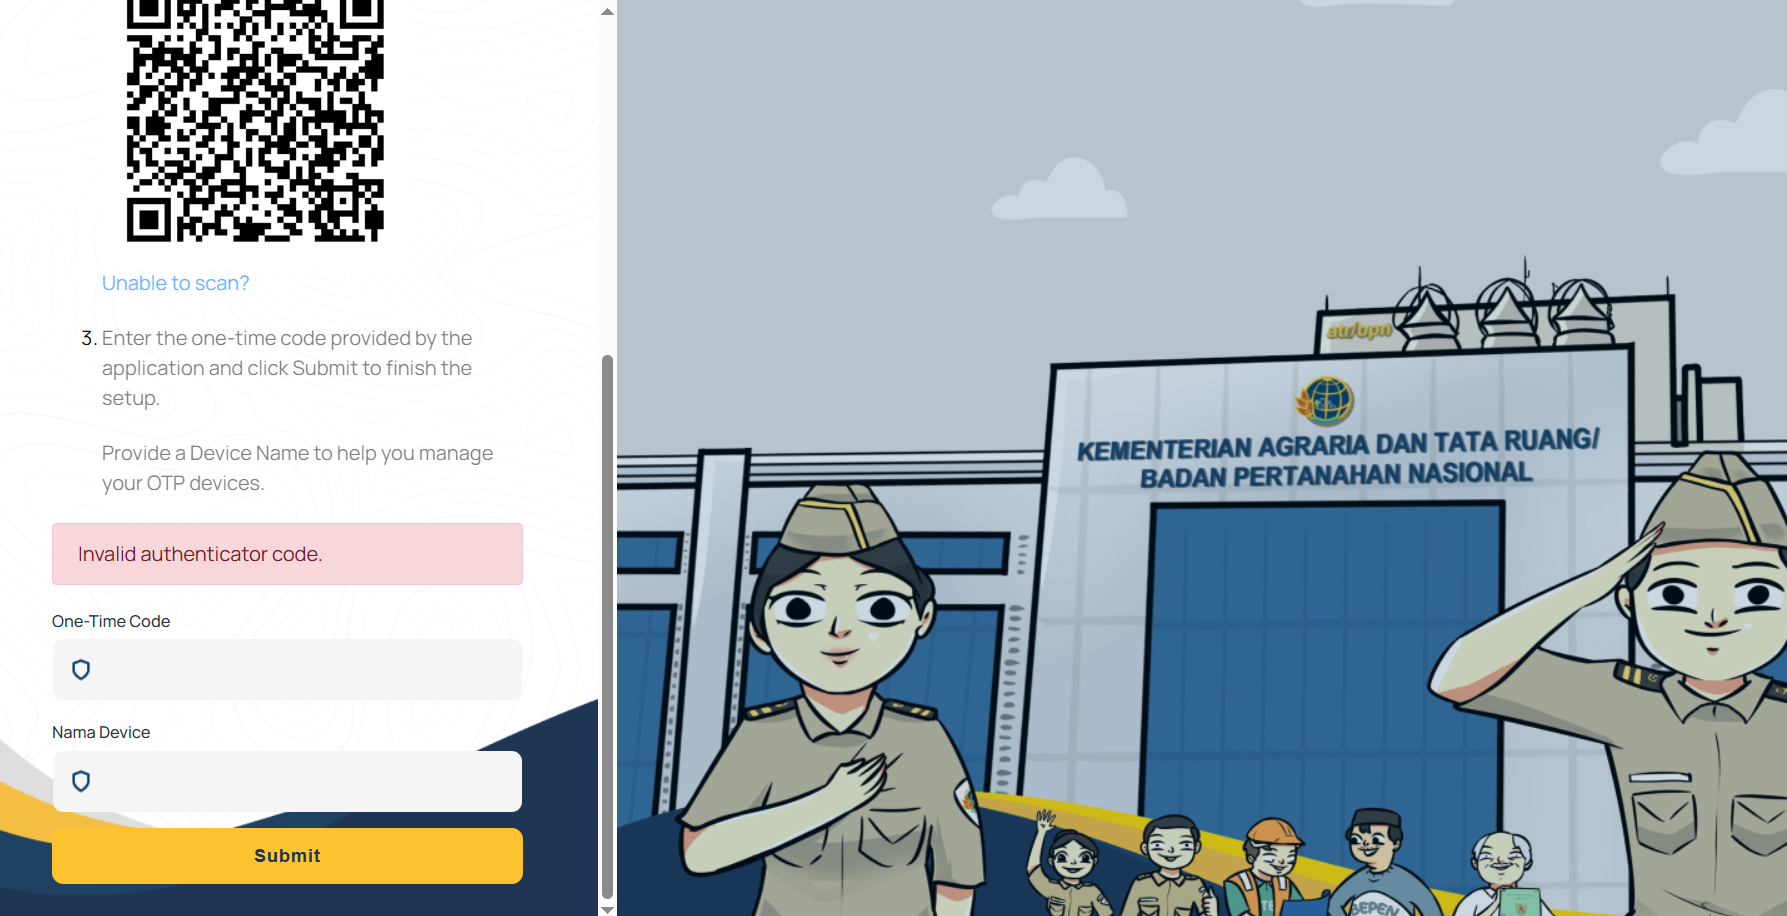 Unable to scan?
3. Enter the one-time code provided by the
application and click Submit to finish the
setup.
Provide a Device Name to help you manage
your OTP devices.
Invalid authenticator code.
One-Time Code
Nama Device
Submit
atr/bpn
KEMENTERIAN AGRARIA DAN TATA RUANG/
BADAN PERTANAHAN NASIONAL
BEPEN